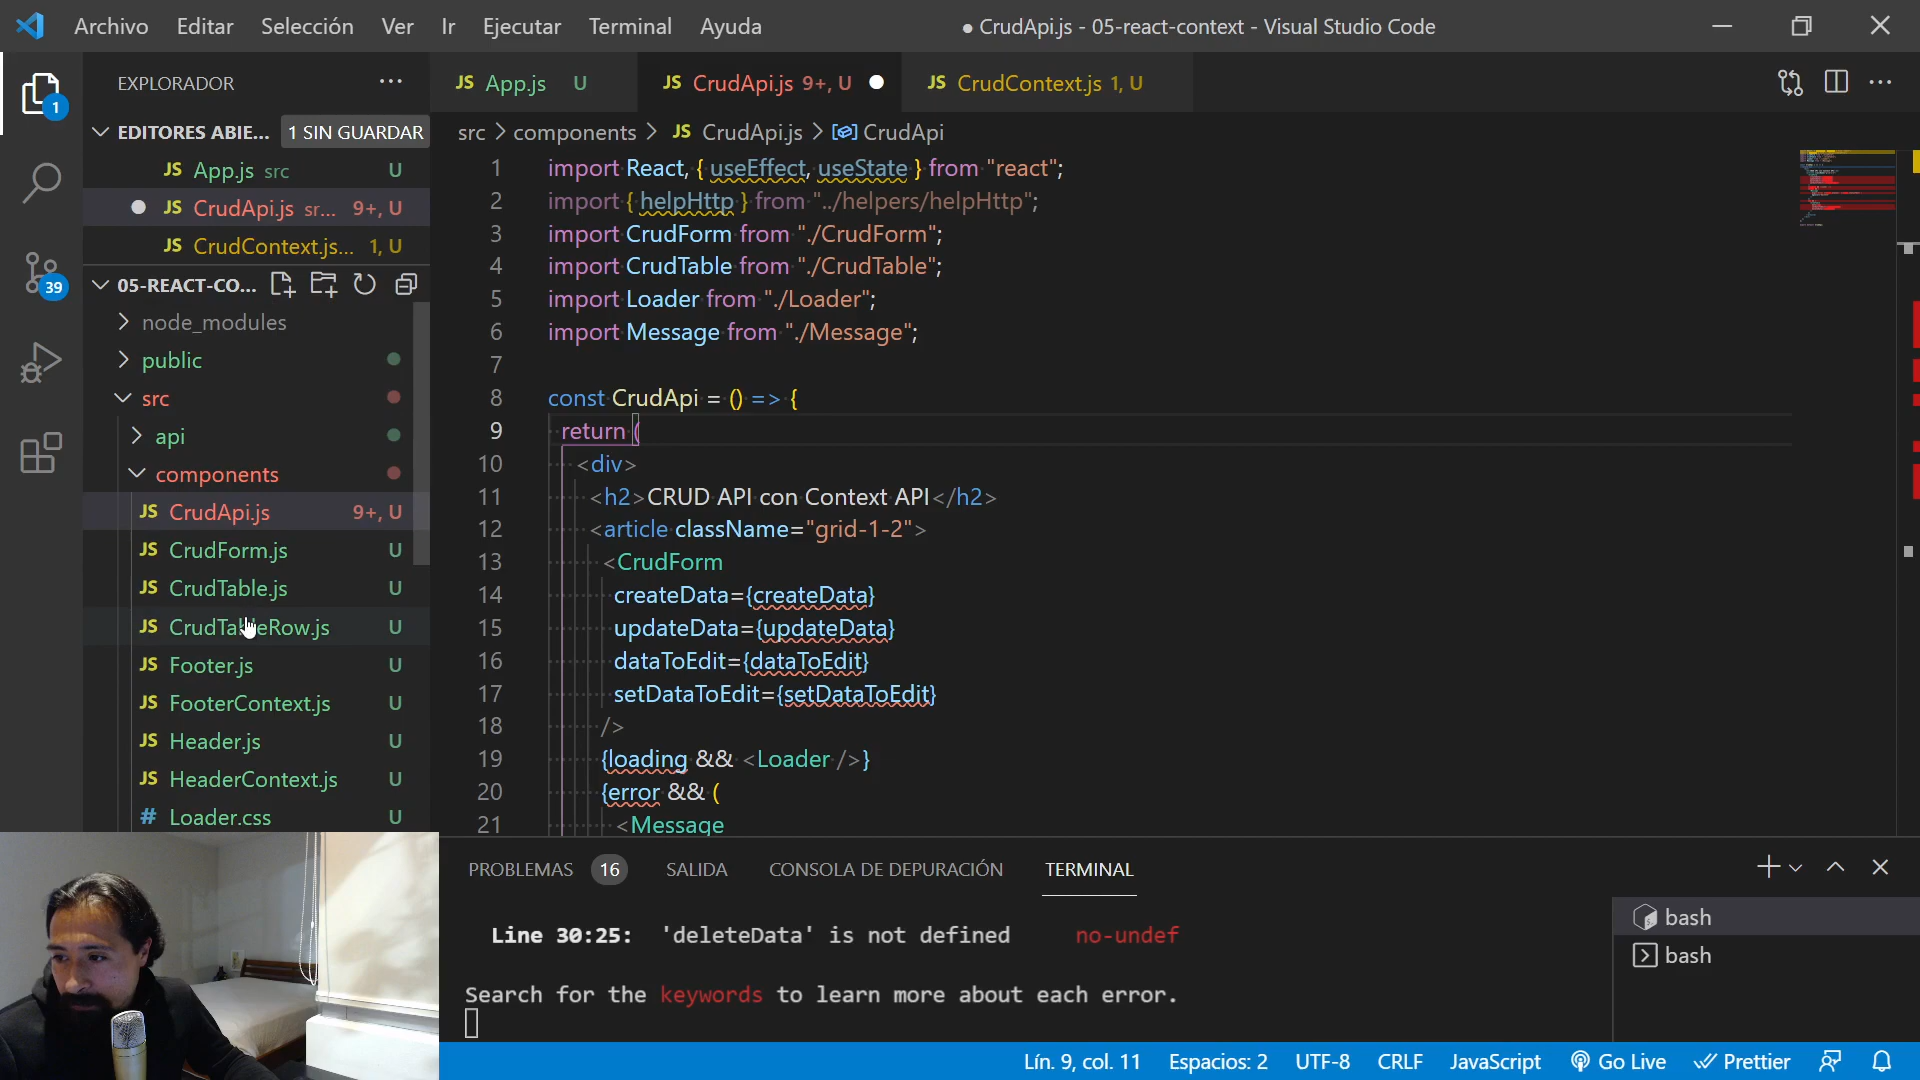 Archivo Editar Selección Ver Ir Ejecutar Terminal Ayuda ● CrudApi.js - 05-react-context - Visual Studio Code
EXPLORADOR ···
JS App.js U JS CrudApi.js 9+, U JS CrudContext.js 1, U
1
EDITORES ABIE... 1 SIN GUARDAR
src > components > JS CrudApi.js > CrudApi
JS App.js src U
JS CrudApi.js sr... 9+, U
JS CrudContext.js... 1, U
39
05-REACT-CO...
node_modules
public
src
api
components
JS CrudApi.js 9+, U
JS CrudForm.js U
JS CrudTable.js U
JS CrudTableRow.js U
JS Footer.js U
JS FooterContext.js U
JS Header.js U
JS HeaderContext.js U
# Loader.css U
1 import React, { useEffect, useState } from "react";
2 import { helpHttp } from "../helpers/helpHttp";
3 import CrudForm from "./CrudForm";
4 import CrudTable from "./CrudTable";
5 import Loader from "./Loader";
6 import Message from "./Message";
7
8 const CrudApi = () => {
9 return (
10 <div>
11 <h2>CRUD API con Context API</h2>
12 <article className="grid-1-2">
13 <CrudForm
14 createData={createData}
15 updateData={updateData}
16 dataToEdit={dataToEdit}
17 setDataToEdit={setDataToEdit}
18 />
19 {loading && <Loader />}
20 {error && (
21 <Message
PROBLEMAS 16 SALIDA CONSOLA DE DEPURACIÓN TERMINAL
Line 30:25: 'deleteData' is not defined no-undef
Search for the keywords to learn more about each error.
bash
bash
Lín. 9, col. 11 Espacios: 2 UTF-8 CRLF JavaScript Go Live Prettier